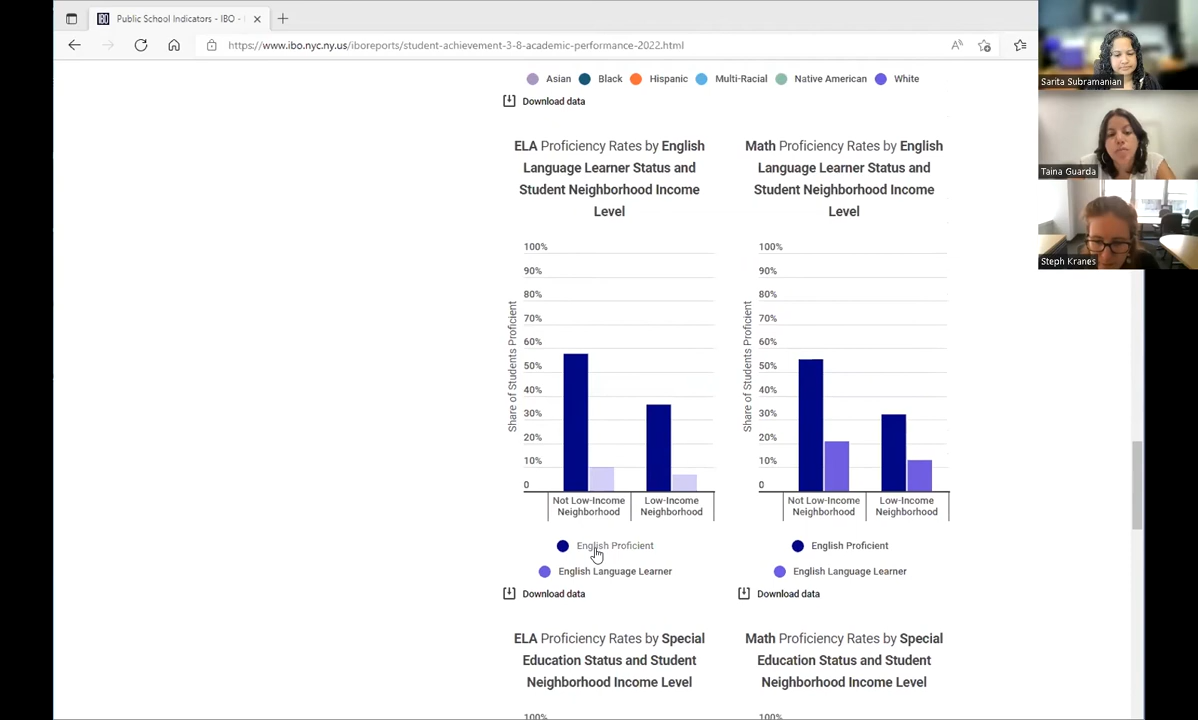 IBO Public School Indicators - IBO -
https://www.ibo.nyc.ny.us/iboreports/student-achievement-3-8-academic-performance-2022.html
Sarita Subramanian
Taina Guarda
Steph Kranes
Asian Black Hispanic Multi-Racial Native American White
Download data
ELA Proficiency Rates by English
Language Learner Status and
Student Neighborhood Income
Level
100%
90%
80%
70%
60%
50%
40%
30%
20%
10%
0
Share of Students Proficient
Not Low-Income
Neighborhood
Low-Income
Neighborhood
English Proficient
English Language Learner
Download data
Math Proficiency Rates by English
Language Learner Status and
Student Neighborhood Income
Level
100%
90%
80%
70%
60%
50%
40%
30%
20%
10%
0
Share of Students Proficient
Not Low-Income
Neighborhood
Low-Income
Neighborhood
English Proficient
English Language Learner
Download data
ELA Proficiency Rates by Special
Education Status and Student
Neighborhood Income Level
100%
Math Proficiency Rates by Special
Education Status and Student
Neighborhood Income Level
100%